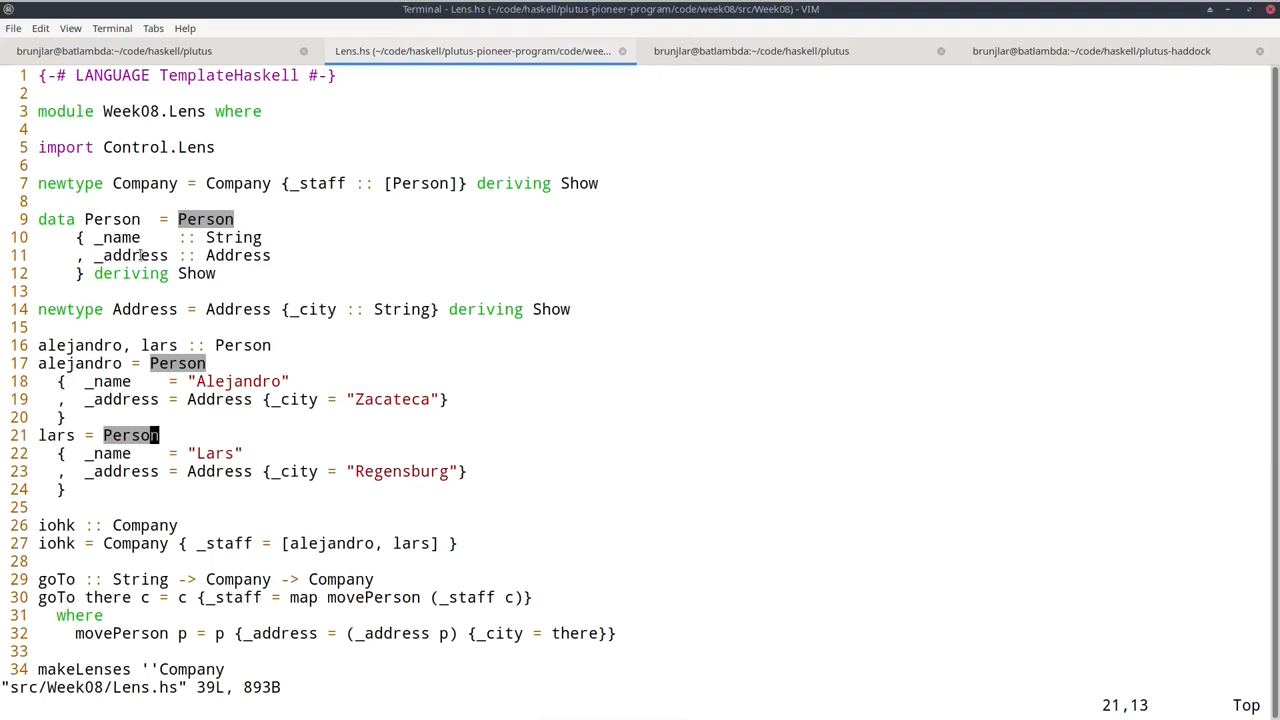 Terminal - Lens.hs (~/code/haskell/plutus-pioneer-program/code/week08/src/Week08) - VIM
File Edit View Terminal Tabs Help
brunjlar@batlambda:~/code/haskell/plutus Lens.hs (~/code/haskell/plutus-pioneer-program/code/wee... brunjlar@batlambda:~/code/haskell/plutus brunjlar@batlambda:~/code/haskell/plutus-haddock
1 {-# LANGUAGE TemplateHaskell #-}
2
3 module Week08.Lens where
4
5 import Control.Lens
6
7 newtype Company = Company {_staff :: [Person]} deriving Show
8
9 data Person  = Person
10     { _name    :: String
11     , _address :: Address
12     } deriving Show
13
14 newtype Address = Address {_city :: String} deriving Show
15
16 alejandro, lars :: Person
17 alejandro = Person
18   {  _name    = "Alejandro"
19   ,  _address = Address {_city = "Zacateca"}
20   }
21 lars = Person
22   {  _name    = "Lars"
23   ,  _address = Address {_city = "Regensburg"}
24   }
25
26 iohk :: Company
27 iohk = Company { _staff = [alejandro, lars] }
28
29 goTo :: String -> Company -> Company
30 goTo there c = c {_staff = map movePerson (_staff c)}
31   where
32     movePerson p = p {_address = (_address p) {_city = there}}
33
34 makeLenses ''Company
"src/Week08/Lens.hs" 39L, 893B
21,13 Top